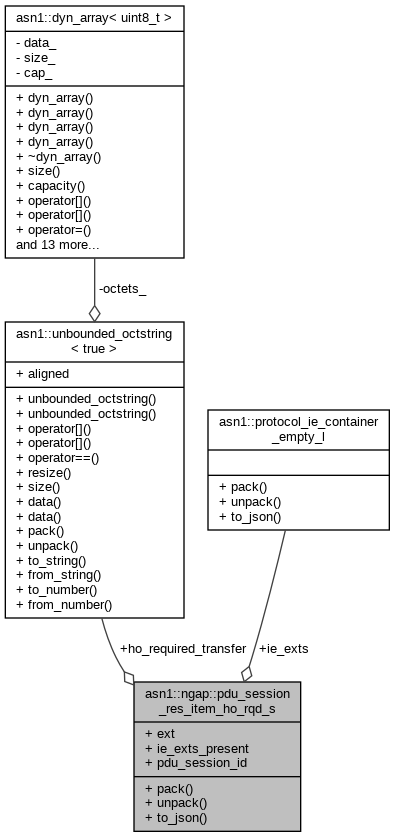 asn1::dyn_array< uint8_t >
- data_
- size_
- cap_
+ dyn_array()
+ dyn_array()
+ dyn_array()
+ dyn_array()
+ ~dyn_array()
+ size()
+ capacity()
+ operator[]()
+ operator[]()
+ operator=()
and 13 more...
-octets_
asn1::unbounded_octstring
< true >
+ aligned
+ unbounded_octstring()
+ unbounded_octstring()
+ operator[]()
+ operator[]()
+ operator==()
+ resize()
+ size()
+ data()
+ data()
+ pack()
+ unpack()
+ to_string()
+ from_string()
+ to_number()
+ from_number()
asn1::protocol_ie_container
_empty_l
+ pack()
+ unpack()
+ to_json()
+ho_required_transfer
+ie_exts
asn1::ngap::pdu_session
_res_item_ho_rqd_s
+ ext
+ ie_exts_present
+ pdu_session_id
+ pack()
+ unpack()
+ to_json()